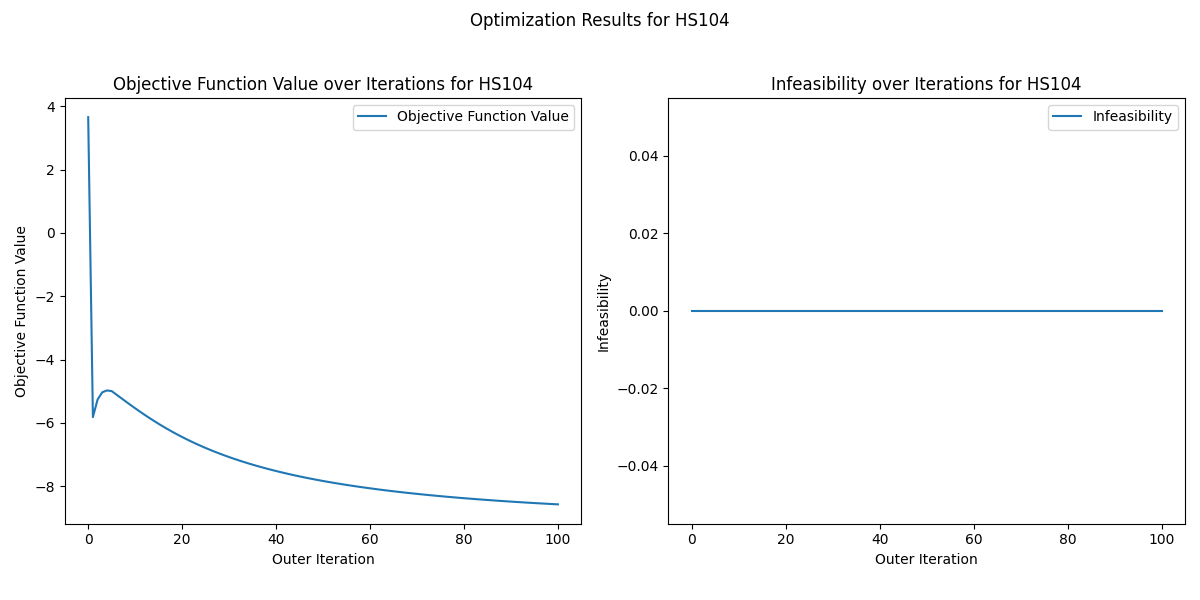 Optimization Results for HS104
Objective Function Value over Iterations for HS104
Objective Function Value
4
2
0
−2
−4
−6
−8
Objective Function Value
0
20
40
60
80
100
Outer Iteration
Infeasibility over Iterations for HS104
Infeasibility
0.04
0.02
0.00
−0.02
−0.04
Infeasibility
0
20
40
60
80
100
Outer Iteration